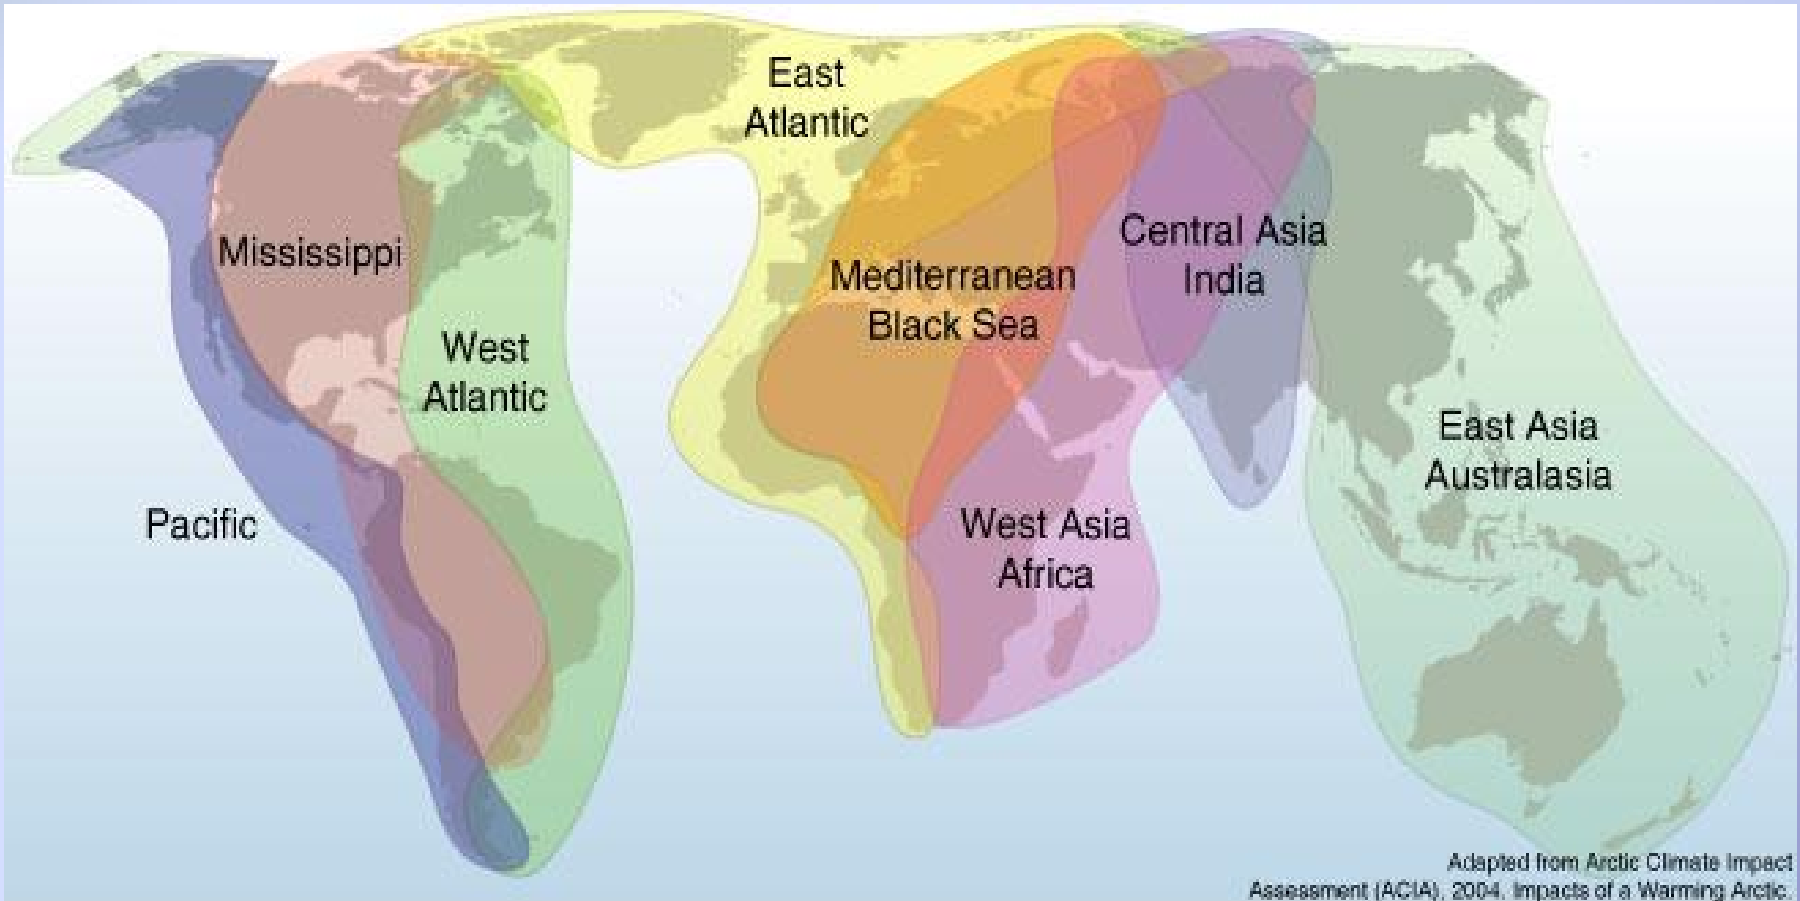 East
Atlantic
Mississippi
Central Asia
India
Mediterranean
Black Sea
West
Atlantic
East Asia
Australasia
Pacific
West Asia
Africa
Adapted from Arctic Climate Impact
Assessment (ACIA), 2004. Impacts of a Warming Arctic.